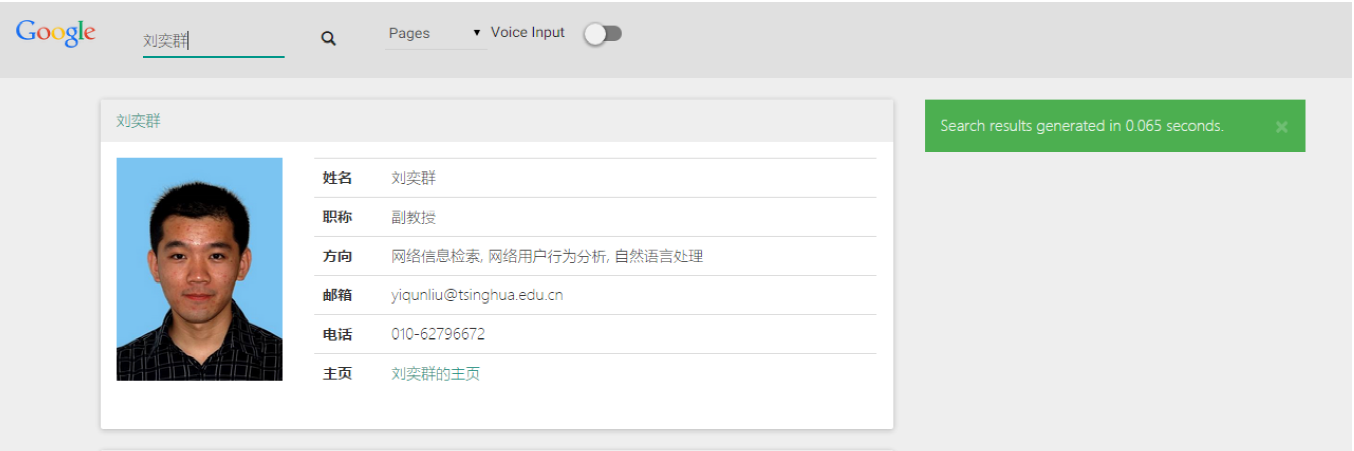 Google 刘奕群 Pages Voice Input
刘奕群
Search results generated in 0.065 seconds. ×
姓名 刘奕群
职称 副教授
方向 网络信息检索, 网络用户行为分析, 自然语言处理
邮箱 yiqunliu@tsinghua.edu.cn
电话 010-62796672
主页 刘奕群的主页